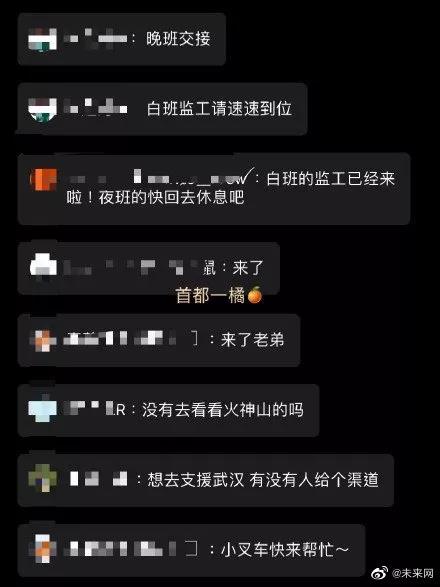 ：晚班交接
白班监工请速速到位
：白班的监工已经来
啦！夜班的快回去休息吧
鼠：来了
首都一橘🍊
：来了老弟
R：没有去看看火神山的吗
：想去支援武汉 有没有人给个渠道
：小叉车快来帮忙～
@未来网